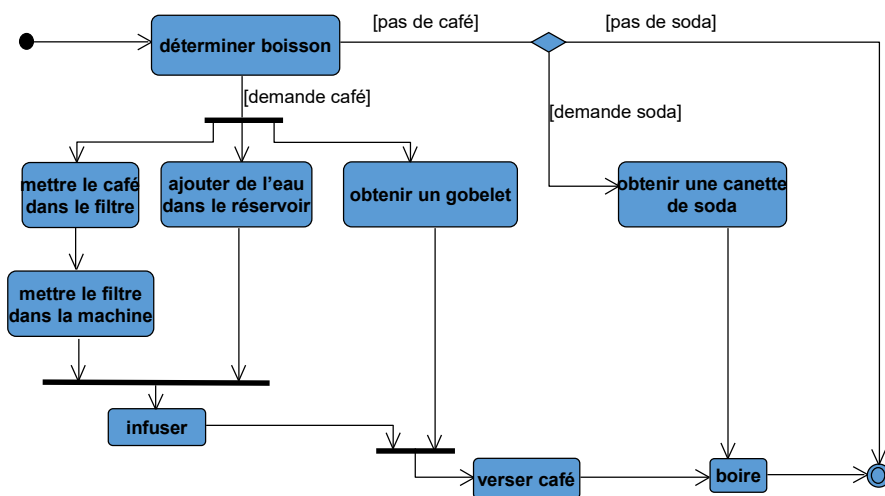 [pas de café]
[pas de soda]
déterminer boisson
[demande café]
[demande soda]
mettre le café
dans le filtre
ajouter de l’eau
dans le réservoir
obtenir un gobelet
obtenir une canette
de soda
mettre le filtre
dans la machine
infuser
verser café
boire